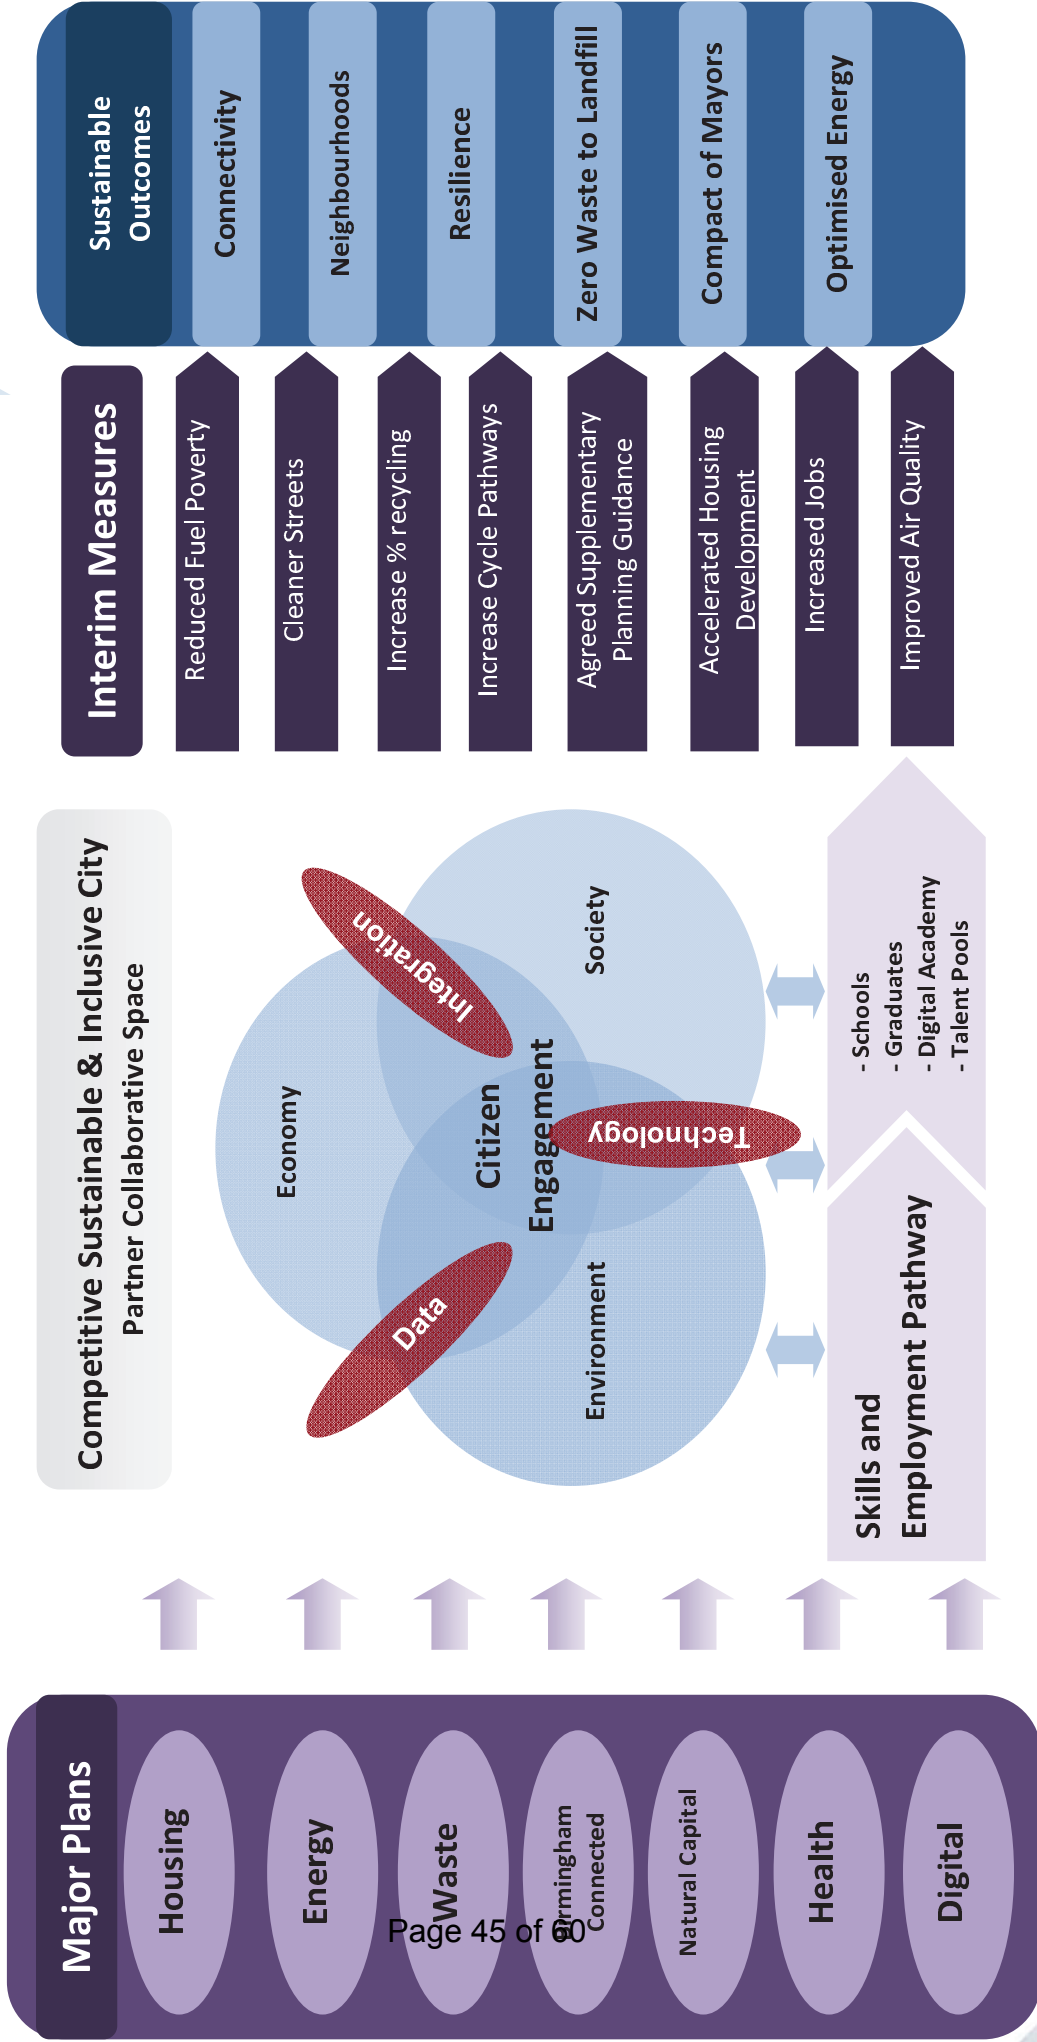 Major Plans
Housing
Energy
Waste
Birmingham
Connected
Natural Capital
Health
Digital
Competitive Sustainable & Inclusive City
Partner Collaborative Space
Economy
Citizen
Engagement
Environment
Society
Data
Integration
Technology
Skills and
Employment Pathway
- Schools
- Graduates
- Digital Academy
- Talent Pools
Interim Measures
Reduced Fuel Poverty
Cleaner Streets
Increase % recycling
Increase Cycle Pathways
Agreed Supplementary
Planning Guidance
Accelerated Housing
Development
Increased Jobs
Improved Air Quality
Sustainable
Outcomes
Connectivity
Neighbourhoods
Resilience
Zero Waste to Landfill
Compact of Mayors
Optimised Energy
Page 45 of 60